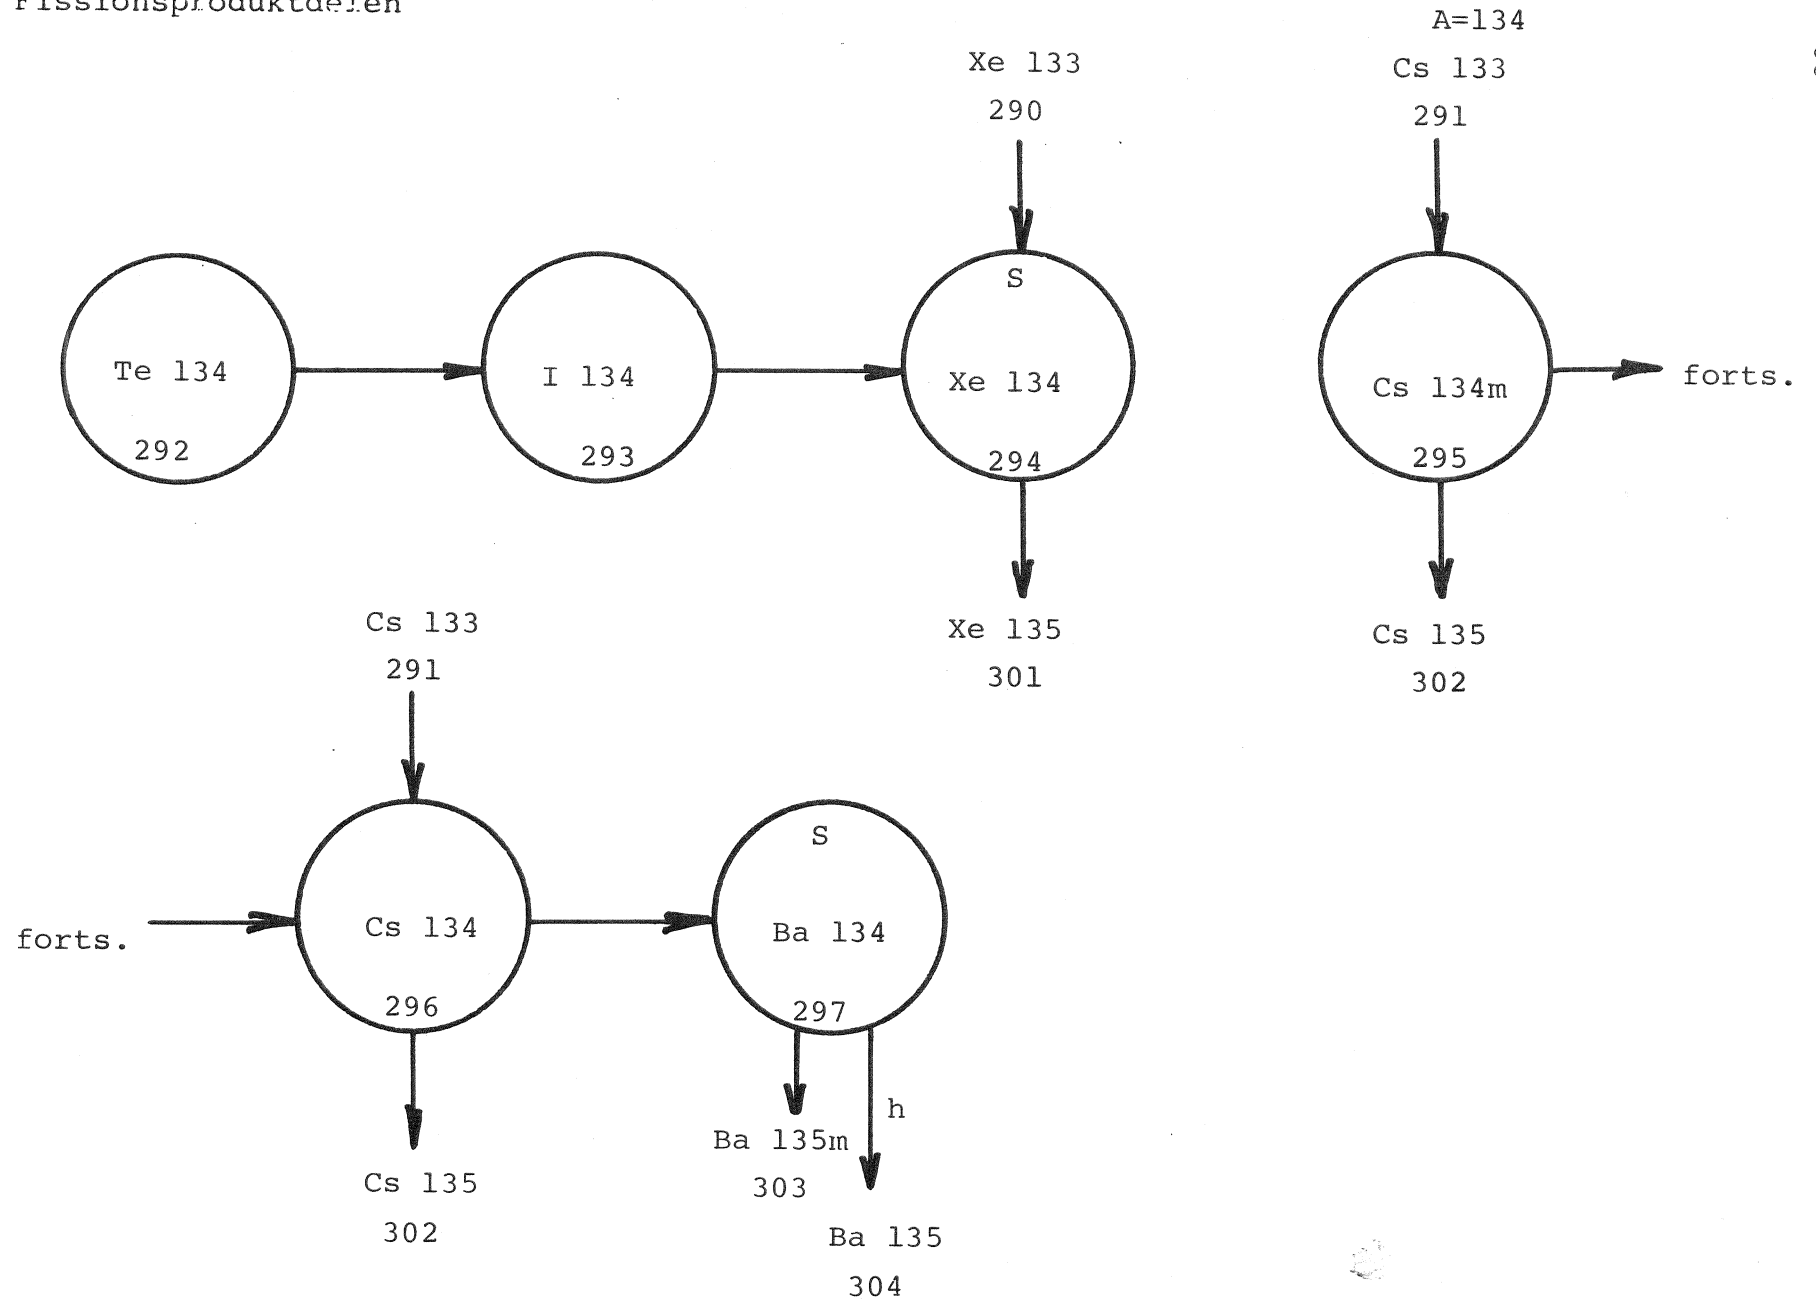 Fissionsproduktdelen
A=134
Xe 133
290
Cs 133
291
S
Te 134
292
I 134
293
Xe 134
294
Cs 134m
295
forts.
Xe 135
301
Cs 135
302
Cs 133
291
forts.
Cs 134
296
S
Ba 134
297
h
Cs 135
302
Ba 135m
303
Ba 135
304